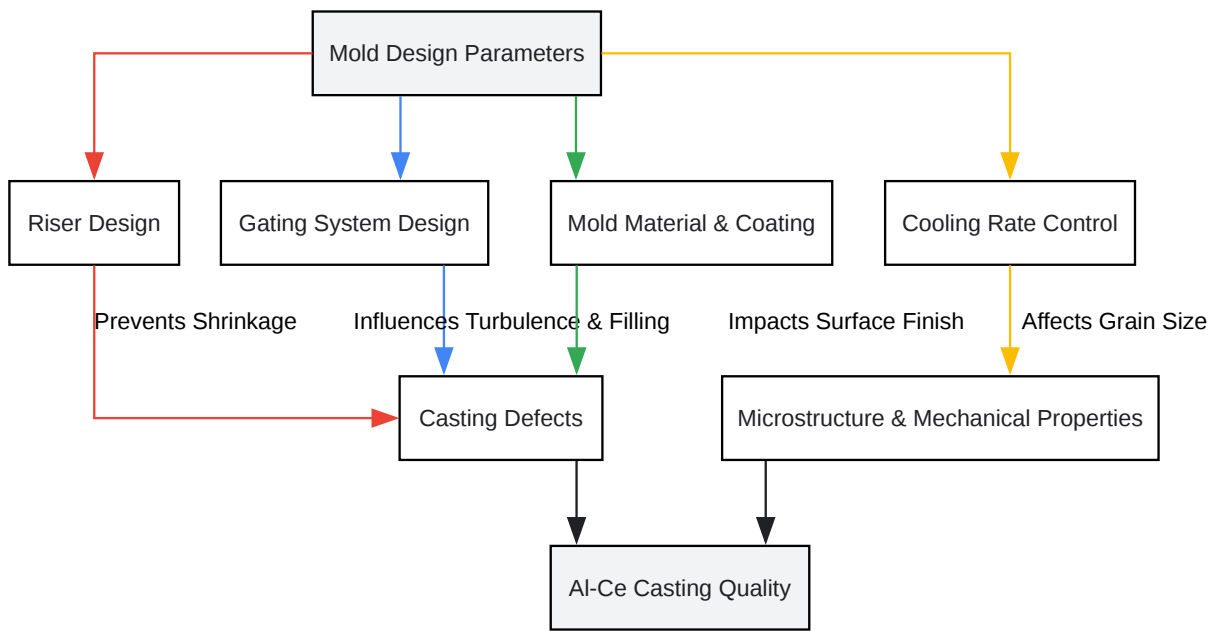 Mold Design Parameters
Riser Design
Gating System Design
Mold Material & Coating
Cooling Rate Control
Prevents Shrinkage
Influences Turbulence & Filling
Impacts Surface Finish
Affects Grain Size
Casting Defects
Microstructure & Mechanical Properties
Al-Ce Casting Quality